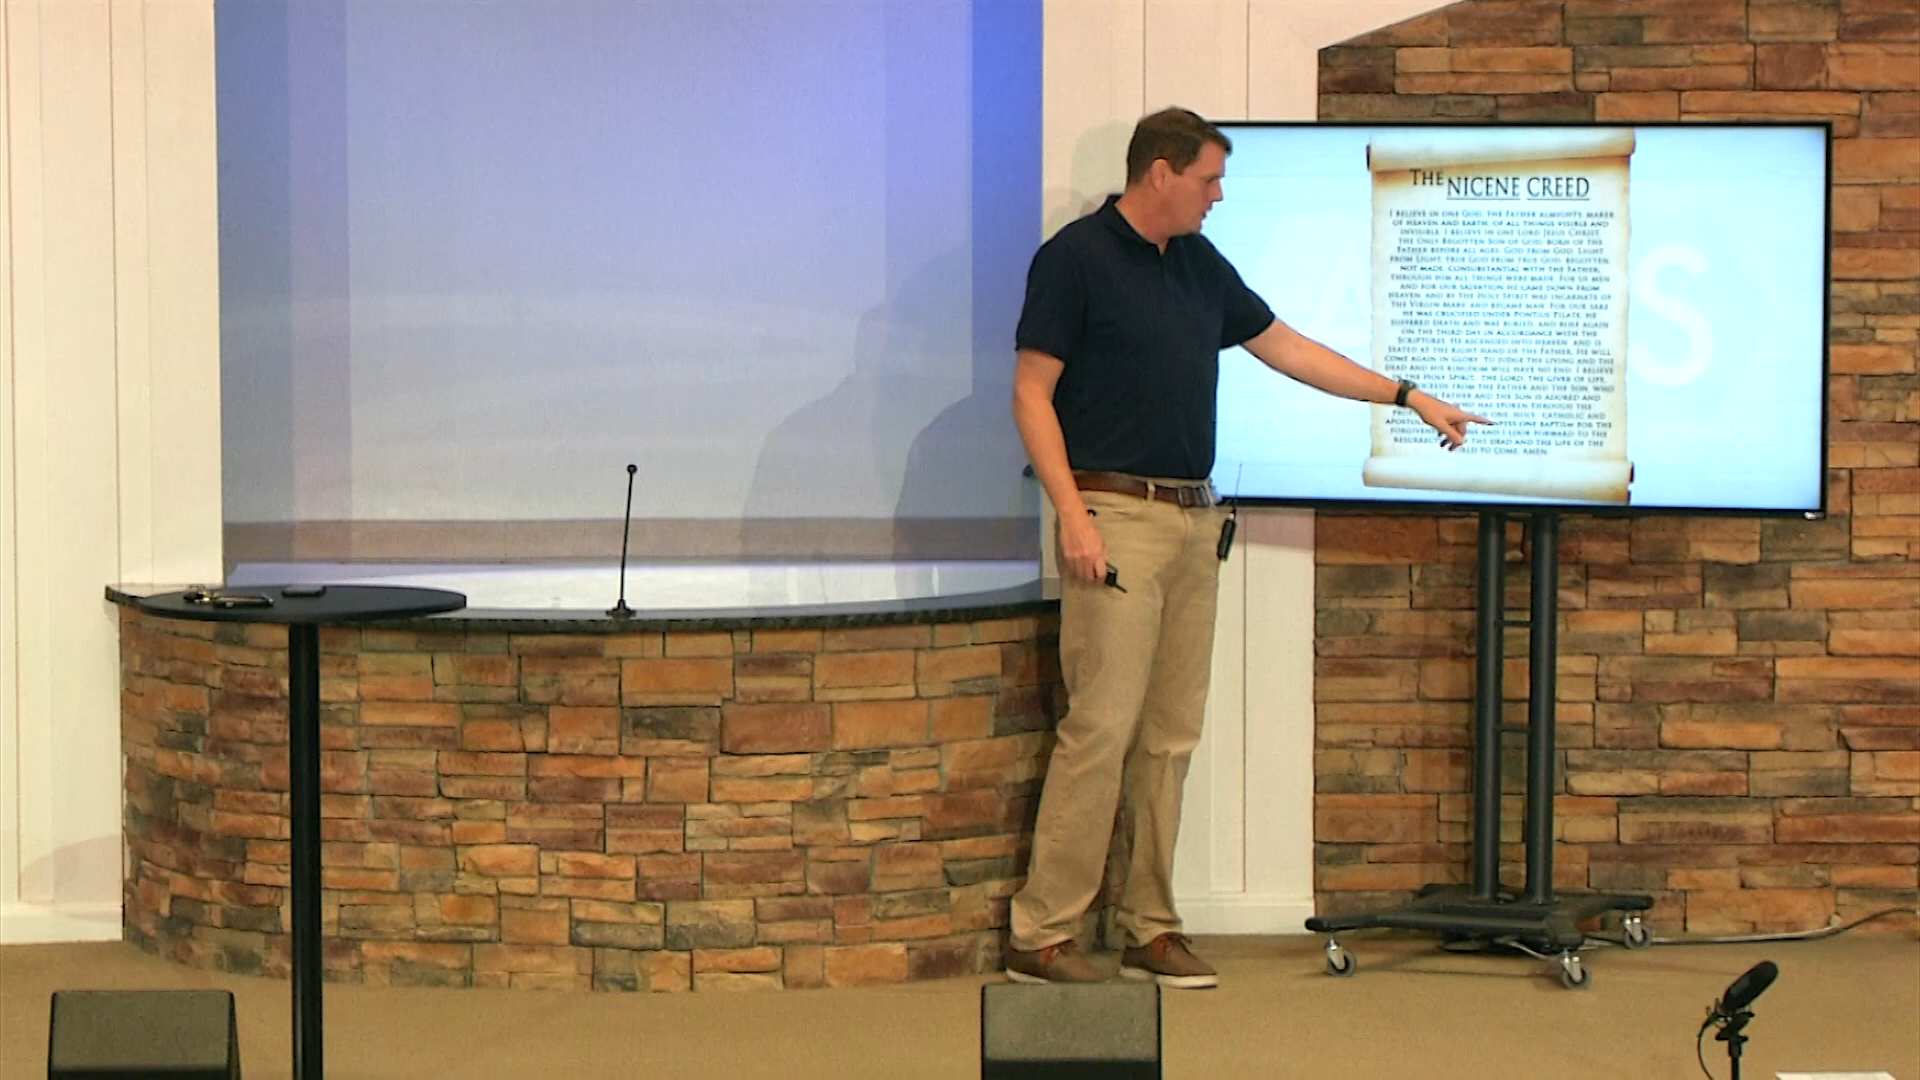 THE NICENE CREED
I BELIEVE IN ONE GOD, THE FATHER ALMIGHTY, MAKER
OF HEAVEN AND EARTH, OF ALL THINGS VISIBLE AND
INVISIBLE. I BELIEVE IN ONE LORD JESUS CHRIST,
THE ONLY BEGOTTEN SON OF GOD, BORN OF THE
FATHER BEFORE ALL AGES. GOD FROM GOD, LIGHT
FROM LIGHT, TRUE GOD FROM TRUE GOD, BEGOTTEN,
NOT MADE, CONSUBSTANTIAL WITH THE FATHER;
THROUGH HIM ALL THINGS WERE MADE. FOR US MEN
AND FOR OUR SALVATION HE CAME DOWN FROM
HEAVEN, AND BY THE HOLY SPIRIT WAS INCARNATE OF
THE VIRGIN MARY, AND BECAME MAN. FOR OUR SAKE
HE WAS CRUCIFIED UNDER PONTIUS PILATE, HE
SUFFERED DEATH AND WAS BURIED, AND ROSE AGAIN
ON THE THIRD DAY IN ACCORDANCE WITH THE
SCRIPTURES. HE ASCENDED INTO HEAVEN AND IS
SEATED AT THE RIGHT HAND OF THE FATHER. HE WILL
COME AGAIN IN GLORY TO JUDGE THE LIVING AND THE
DEAD AND HIS KINGDOM WILL HAVE NO END. I BELIEVE
IN THE HOLY SPIRIT, THE LORD, THE GIVER OF LIFE,
FROM THE FATHER AND THE SON, WHO
FATHER AND THE SON IS ADORED AND
WHO HAS SPOKEN THROUGH THE
IN ONE, HOLY, CATHOLIC AND
ONE BAPTISM FOR THE
AND I LOOK FORWARD TO THE
THE DEAD AND THE LIFE OF THE
TO COME. AMEN.
S